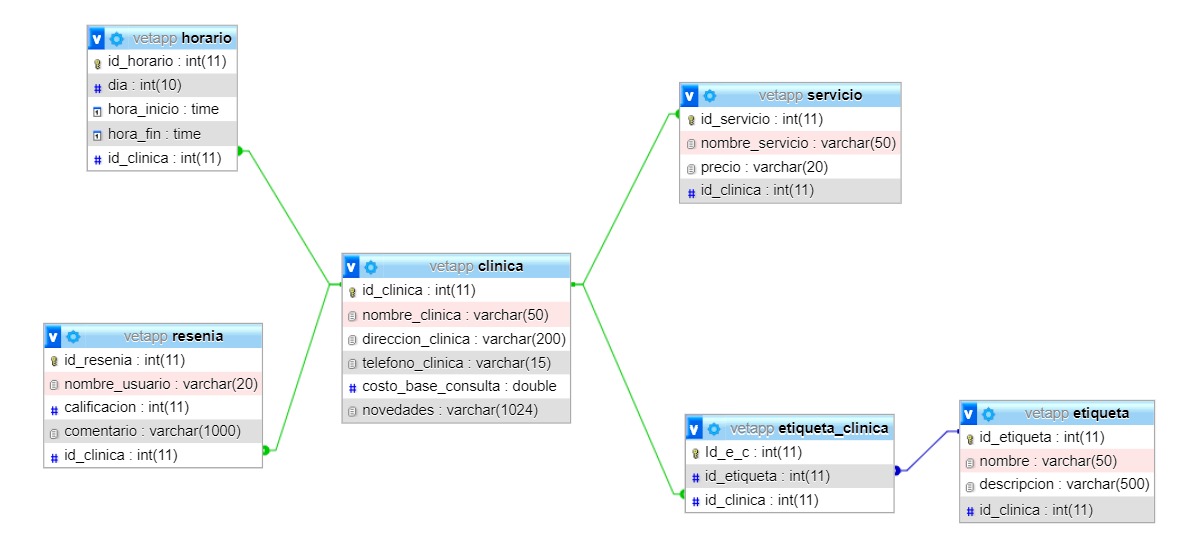 v vetapp horario
id_horario : int(11)
# dia : int(10)
hora_inicio : time
hora_fin : time
# id_clinica : int(11)
v vetapp servicio
id_servicio : int(11)
nombre_servicio : varchar(50)
precio : varchar(20)
# id_clinica : int(11)
v vetapp clinica
id_clinica : int(11)
nombre_clinica : varchar(50)
direccion_clinica : varchar(200)
telefono_clinica : varchar(15)
# costo_base_consulta : double
novedades : varchar(1024)
v vetapp resenia
id_resenia : int(11)
nombre_usuario : varchar(20)
# calificacion : int(11)
comentario : varchar(1000)
# id_clinica : int(11)
v vetapp etiqueta_clinica
Id_e_c : int(11)
# id_etiqueta : int(11)
# id_clinica : int(11)
v vetapp etiqueta
id_etiqueta : int(11)
nombre : varchar(50)
descripcion : varchar(500)
# id_clinica : int(11)